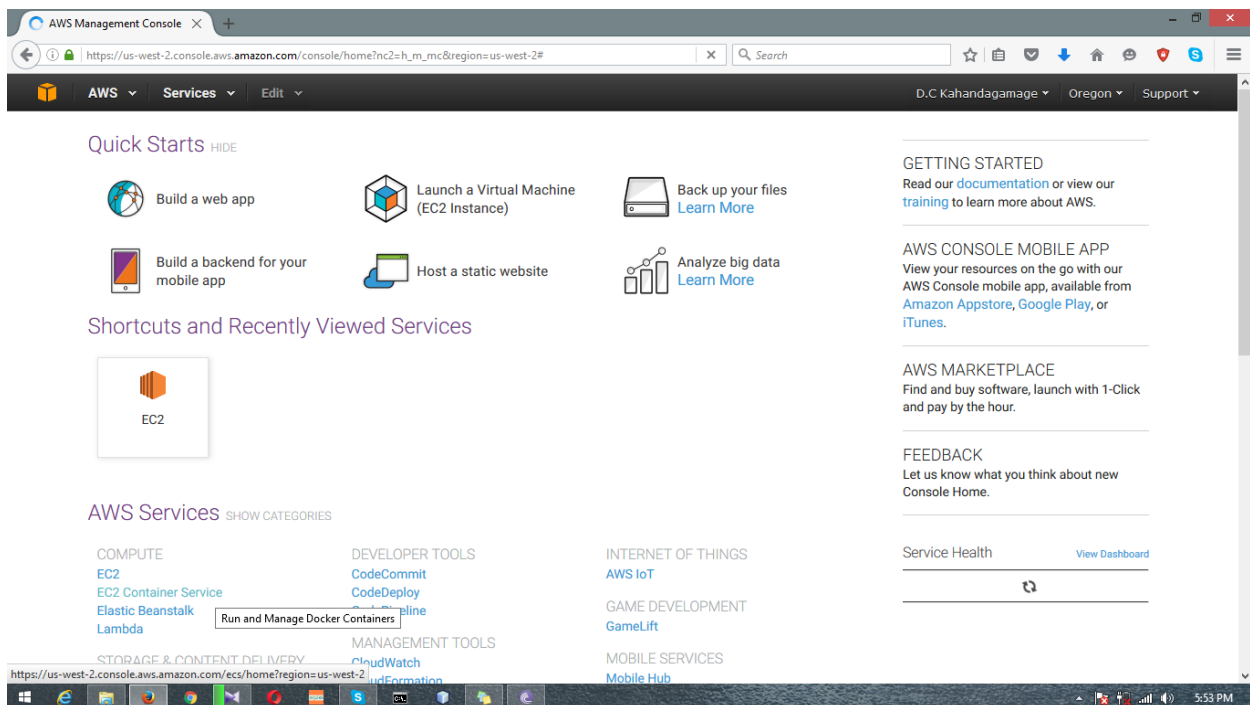 AWS Management Console
https://us-west-2.console.aws.amazon.com/console/home?nc2=h_m_mc&region=us-west-2#
Search
AWS
Services
Edit
D.C Kahandagamage
Oregon
Support
Quick Starts HIDE
Build a web app
Launch a Virtual Machine
(EC2 Instance)
Back up your files
Learn More
Build a backend for your
mobile app
Host a static website
Analyze big data
Learn More
Shortcuts and Recently Viewed Services
EC2
AWS Services SHOW CATEGORIES
COMPUTE
EC2
EC2 Container Service
Elastic Beanstalk
Lambda
Run and Manage Docker Containers
STORAGE & CONTENT DELIVERY
DEVELOPER TOOLS
CodeCommit
CodeDeploy
MANAGEMENT TOOLS
CloudWatch
INTERNET OF THINGS
AWS IoT
GAME DEVELOPMENT
GameLift
MOBILE SERVICES
Mobile Hub
GETTING STARTED
Read our documentation or view our
training to learn more about AWS.
AWS CONSOLE MOBILE APP
View your resources on the go with our
AWS Console mobile app, available from
Amazon Appstore, Google Play, or
iTunes.
AWS MARKETPLACE
Find and buy software, launch with 1-Click
and pay by the hour.
FEEDBACK
Let us know what you think about new
Console Home.
Service Health
View Dashboard
https://us-west-2.console.aws.amazon.com/ecs/home?region=us-west-2
5:53 PM